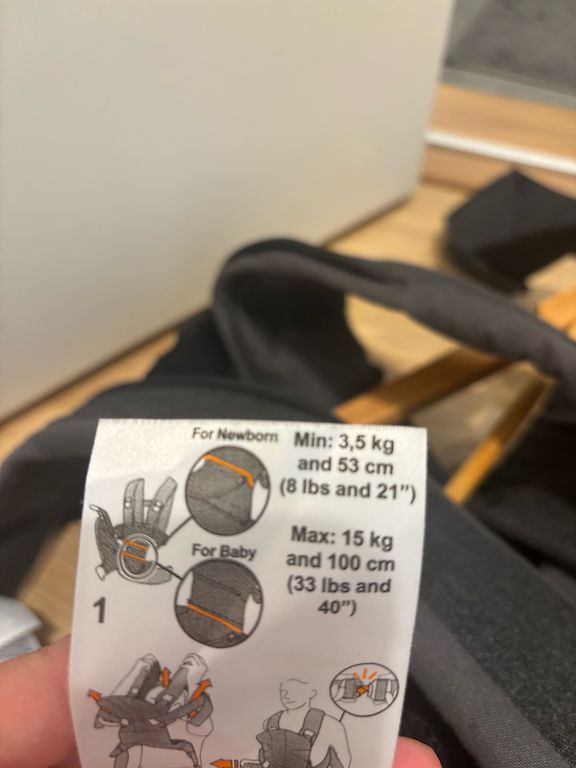 For Newborn
Min: 3,5 kg
and 53 cm
(8 lbs and 21”)
For Baby
Max: 15 kg
and 100 cm
(33 lbs and
40”)
1